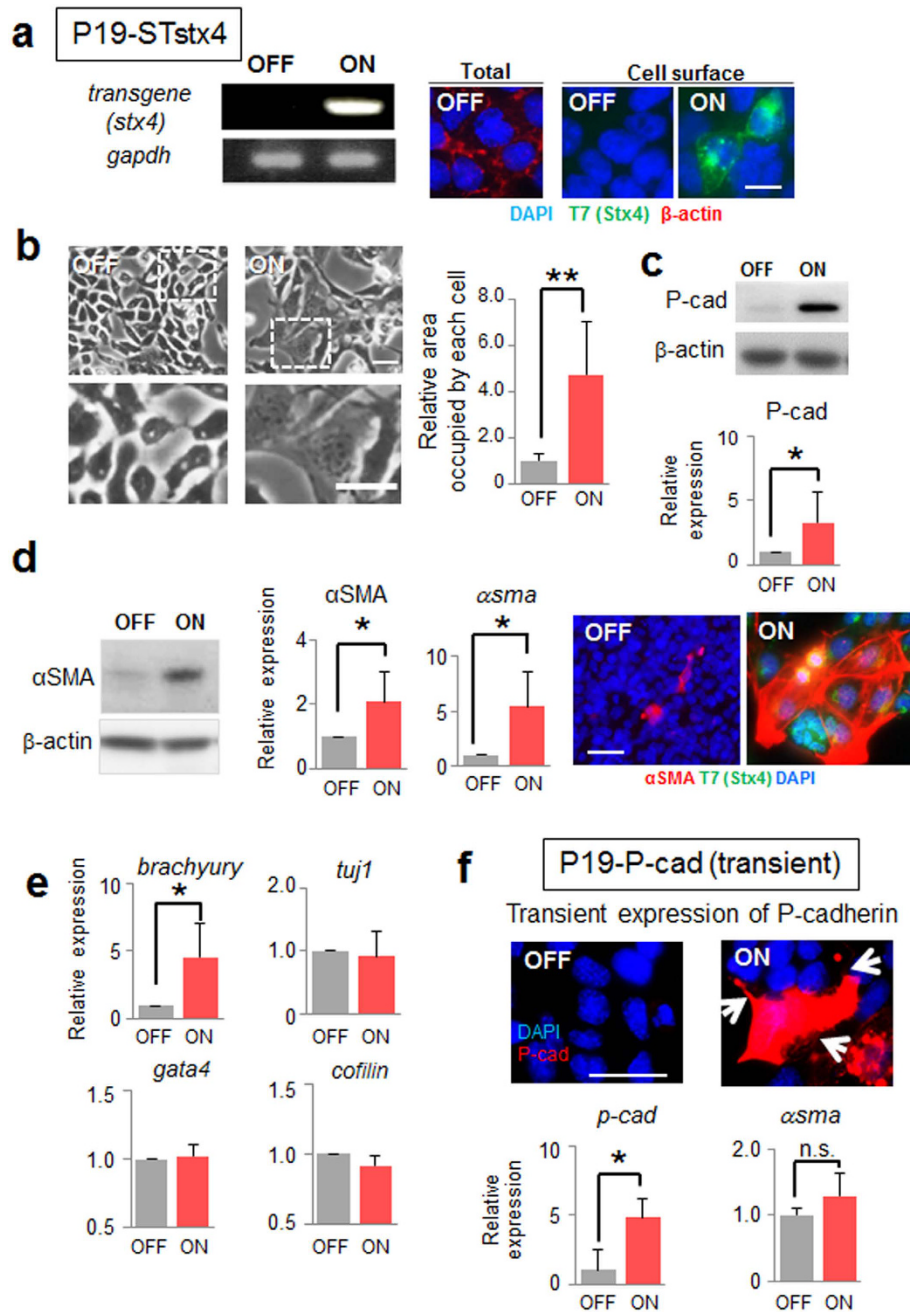 a
P19-STstx4
OFF ON
transgene
(stx4)
gapdh
Total
Cell surface
OFF
OFF
ON
DAPI T7 (Stx4) β-actin
b
OFF
ON
Relative area
occupied by each cell
8.0
6.0
4.0
2.0
**
OFF ON
c
OFF ON
P-cad
β-actin
P-cad
Relative
expression
10
5
0
*
OFF ON
d
OFF ON
αSMA
β-actin
αSMA
Relative expression
4
2
0
*
OFF ON
αsma
10
5
0
*
OFF ON
OFF
ON
αSMA T7 (Stx4) DAPI
e
brachyury
Relative expression
10
5
0
*
OFF ON
tuj1
2.0
1.0
0
OFF ON
gata4
1.5
1.0
0.5
OFF ON
cofilin
1.5
1.0
0.5
OFF ON
f
P19-P-cad (transient)
Transient expression of P-cadherin
OFF
DAPI
P-cad
ON
p-cad
Relative
expression
10
5
0
*
OFF ON
αsma
2.0
1.0
0
n.s.
OFF ON